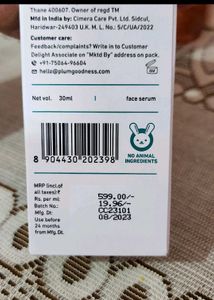 Thane 400607. Owner of regd TM
Mfd in India by: Cimera Care Pvt. Ltd. Sidcul,
Haridwar-249403 U.K. M.L. No.: 5/C/UA/2022
Customer care:
Feedback/complaints? Write in to Customer
Delight Associate on "Mktd By" address on pack.
+91-75064-96604
hello@plumgoodness.com
Net vol. 30ml face serum
8 904430 202398
NO ANIMAL
INGREDIENTS
MRP (incl.of
all taxes):₹ 599.00/-
Rs. per ml: 19.96/-
Batch No.: CC23101
Mfg. Dt: 08/2023
Use before
24 months
from Mfg.Dt.